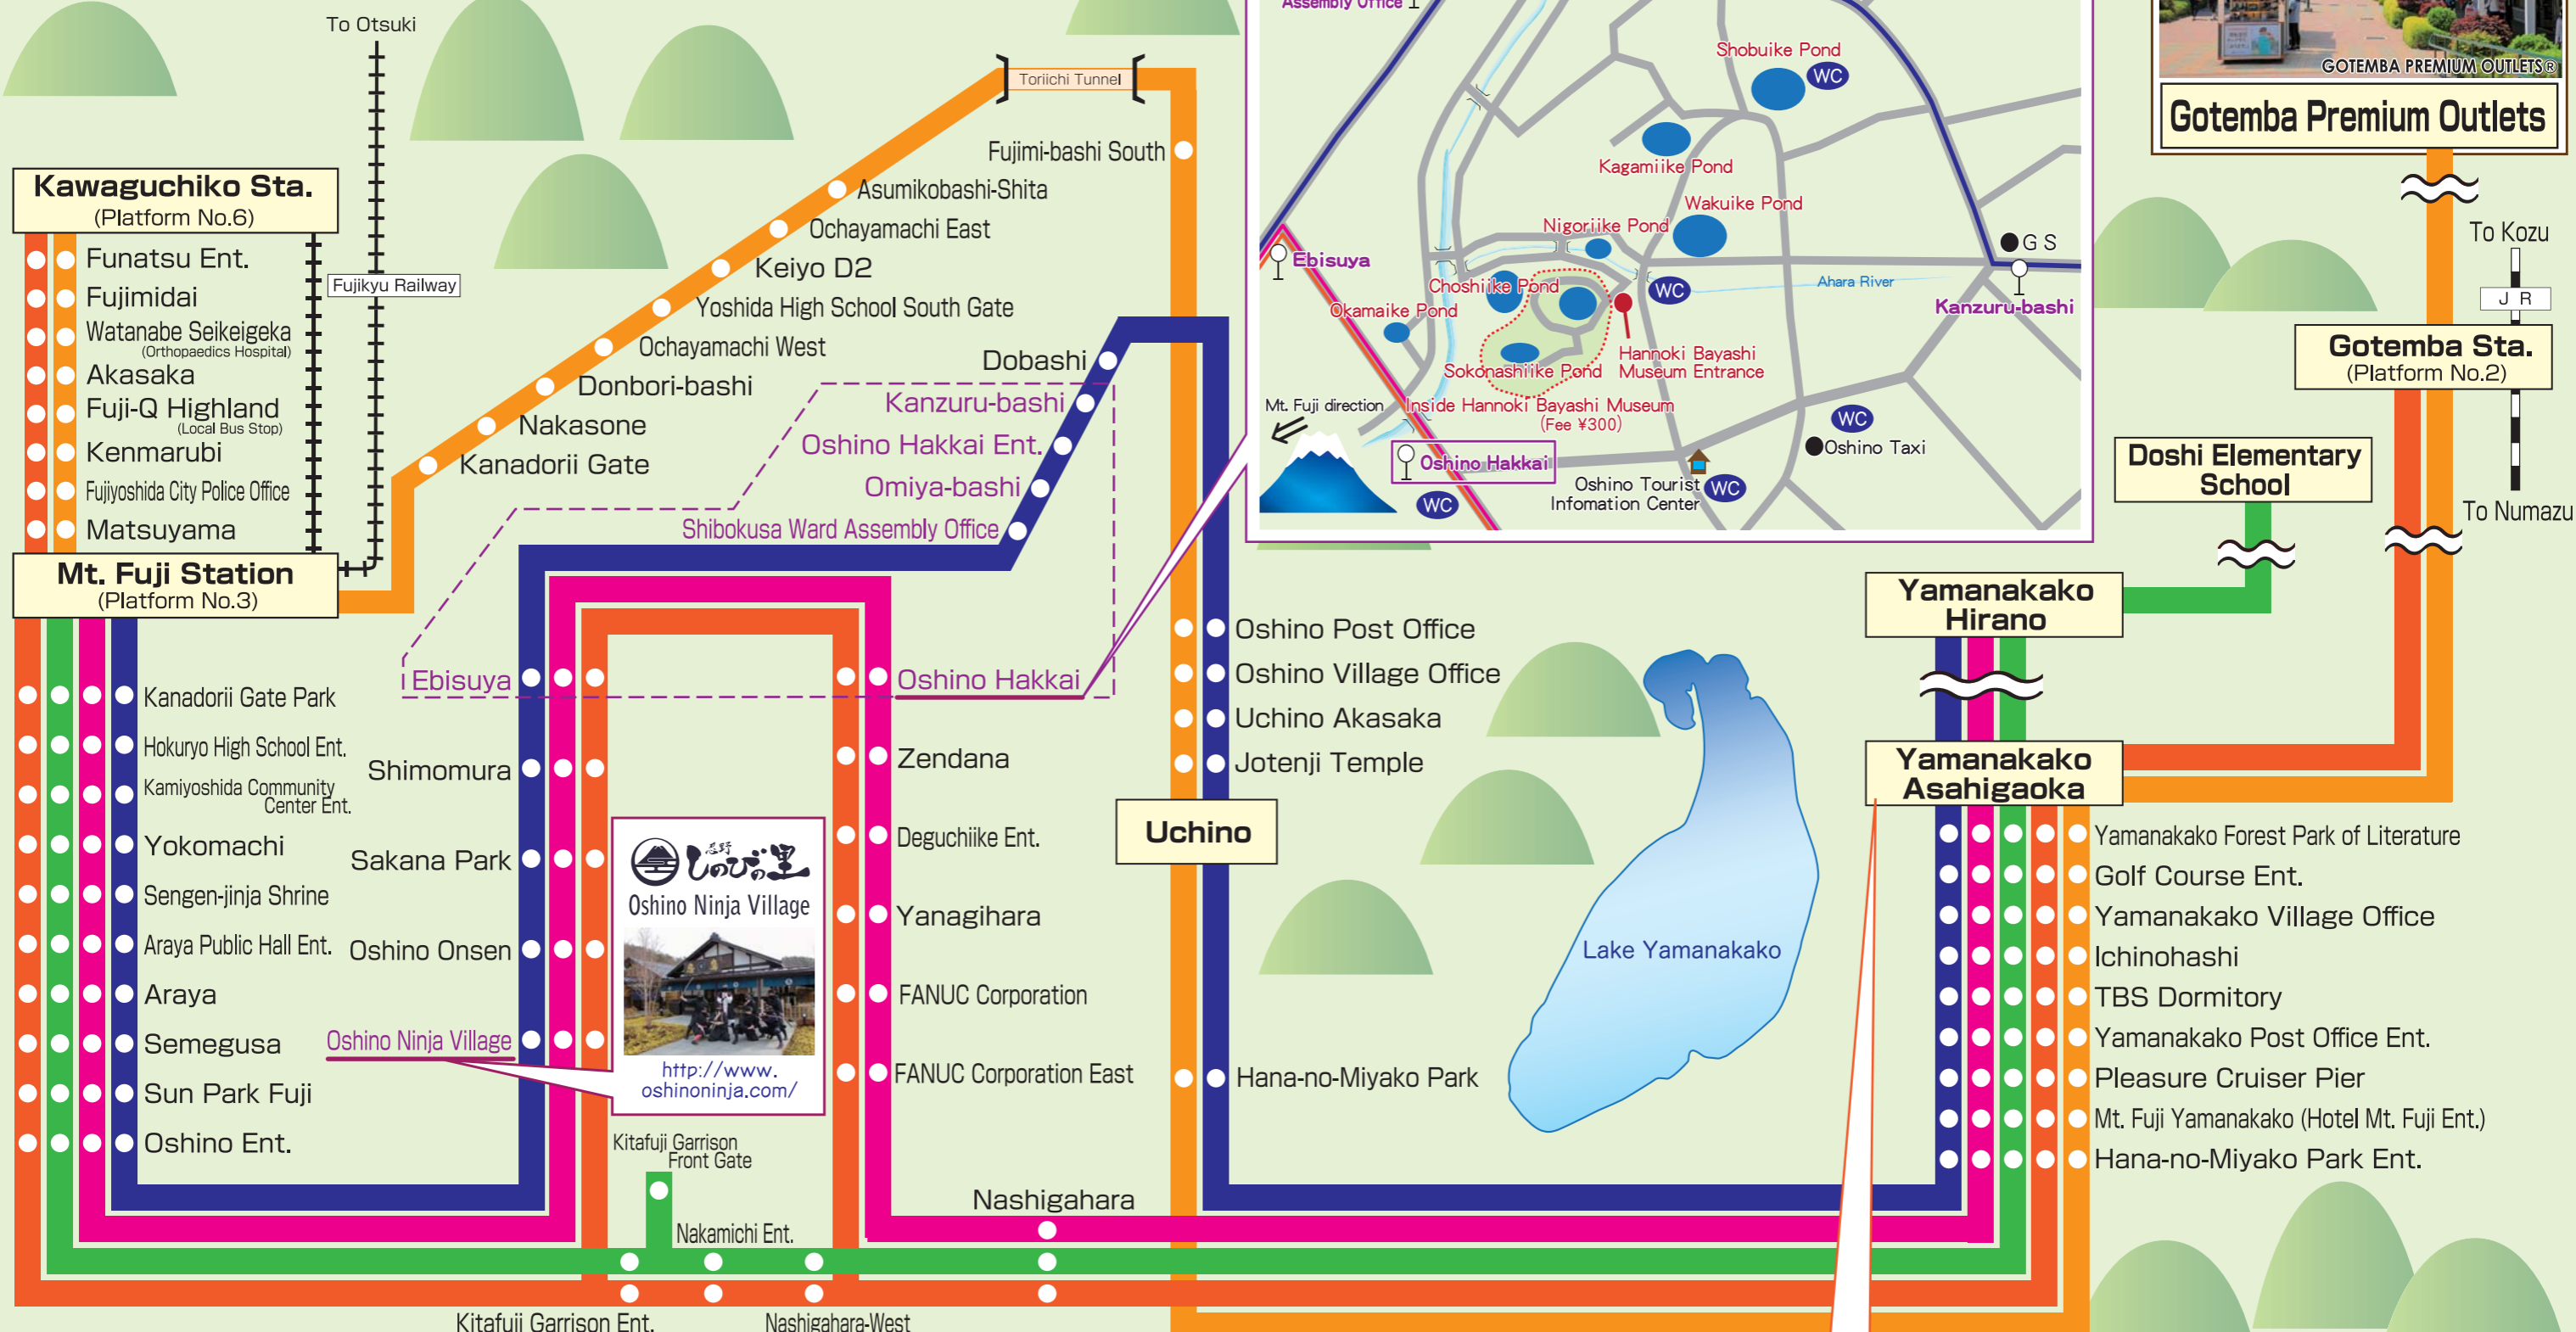 To Otsuki
Kawaguchiko Sta.
(Platform No.6)
Funatsu Ent.
Fujimidai
Watanabe Seikeigeka
(Orthopaedics Hospital)
Akasaka
Fuji-Q Highland
(Local Bus Stop)
Kenmarubi
Fujiyoshida City Police Office
Matsuyama
Fujikyu Railway
Mt. Fuji Station
(Platform No.3)
Toriichi Tunnel
Fujimi-bashi South
Asumikobashi-Shita
Ochayamachi East
Keiyo D2
Yoshida High School South Gate
Ochayamachi West
Donbori-bashi
Nakasone
Kanadorii Gate
Dobashi
Kanzuru-bashi
Oshino Hakkai Ent.
Omiya-bashi
Shibokusa Ward Assembly Office
Ebisuya
Oshino Hakkai
Kanadorii Gate Park
Hokuryo High School Ent.
Kamiyoshida Community
Center Ent.
Yokomachi
Sengen-jinja Shrine
Araya Public Hall Ent.
Araya
Semegusa
Sun Park Fuji
Oshino Ent.
Shimomura
Sakana Park
Oshino Onsen
Oshino Ninja Village
忍野
しのびの里
Oshino Ninja Village
http://www.
oshinoninja.com/
Zendana
Deguchiike Ent.
Yanagihara
FANUC Corporation
FANUC Corporation East
Kitafuji Garrison
Front Gate
Nakamichi Ent.
Nashigahara
Kitafuji Garrison Ent.
Nashigahara-West
Oshino Post Office
Oshino Village Office
Uchino Akasaka
Jotenji Temple
Uchino
Hana-no-Miyako Park
Lake Yamanakako
Assembly Office
Shobuike Pond
WC
Kagamiike Pond
Wakuike Pond
Nigoriike Pond
GS
Ebisuya
Choshiike Pond
WC
Ahara River
Kanzuru-bashi
Okamaike Pond
Hannoki Bayashi
Museum Entrance
Sokonashiike Pond
Mt. Fuji direction
Inside Hannoki Bayashi Museum
(Fee ¥300)
WC
Oshino Taxi
Oshino Hakkai
Oshino Tourist
Infomation Center
WC
WC
GOTEMBA PREMIUM OUTLETS®
Gotemba Premium Outlets
To Kozu
J R
Gotemba Sta.
(Platform No.2)
To Numazu
Doshi Elementary
School
Yamanakako
Hirano
Yamanakako
Asahigaoka
Yamanakako Forest Park of Literature
Golf Course Ent.
Yamanakako Village Office
Ichinohashi
TBS Dormitory
Yamanakako Post Office Ent.
Pleasure Cruiser Pier
Mt. Fuji Yamanakako (Hotel Mt. Fuji Ent.)
Hana-no-Miyako Park Ent.